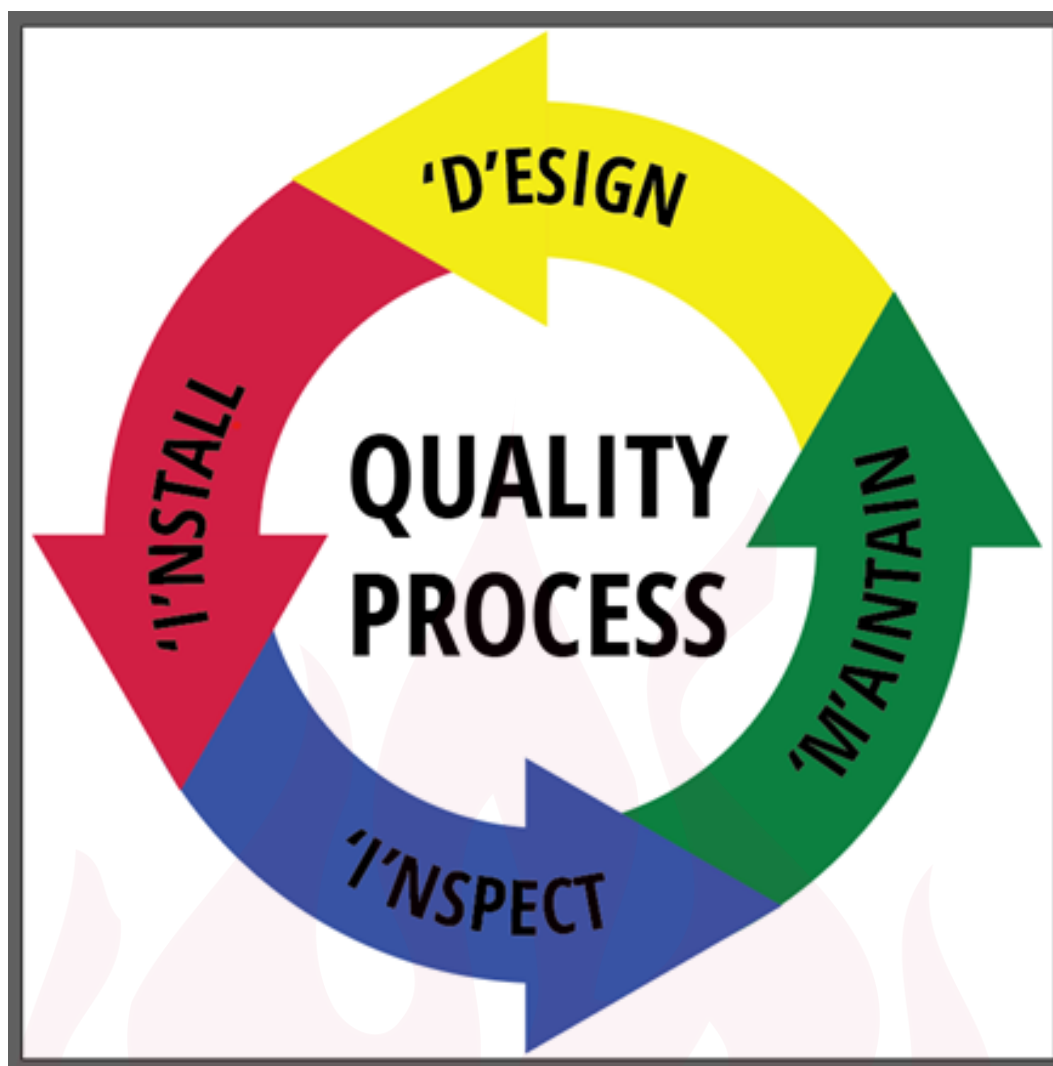 ‘D’ESIGN
‘I’NSTALL
QUALITY
PROCESS
‘M’AINTAIN
‘I’NSPECT